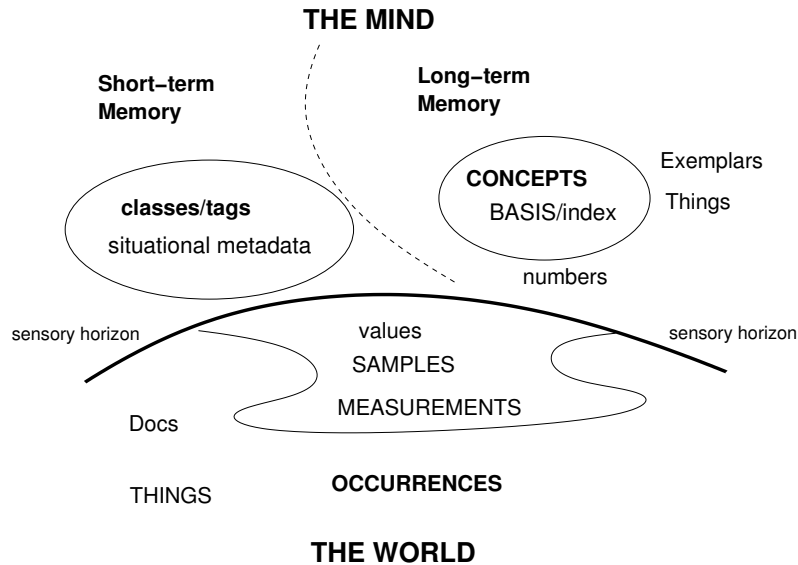 THE MIND
Short–term
Memory
Long–term
Memory
classes/tags
situational metadata
CONCEPTS
BASIS/index
Exemplars
Things
numbers
sensory horizon
values
sensory horizon
SAMPLES
MEASUREMENTS
Docs
THINGS
OCCURRENCES
THE WORLD